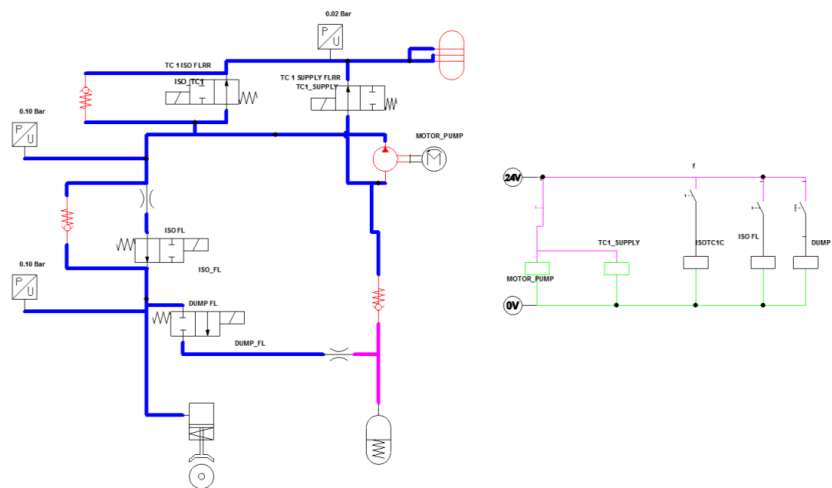 0.02 Bar
TC 1 ISO FLRR
ISO_TC1
TC 1 SUPPLY FLRR
TC1_SUPPLY
P
U
0.10 Bar
P
U
MOTOR_PUMP
M
ISO FL
ISO_FL
0.10 Bar
P
U
DUMP FL
DUMP_FL
f
24V
TC1_SUPPLY
ISOTC1C
ISO FL
DUMP
MOTOR_PUMP
0V